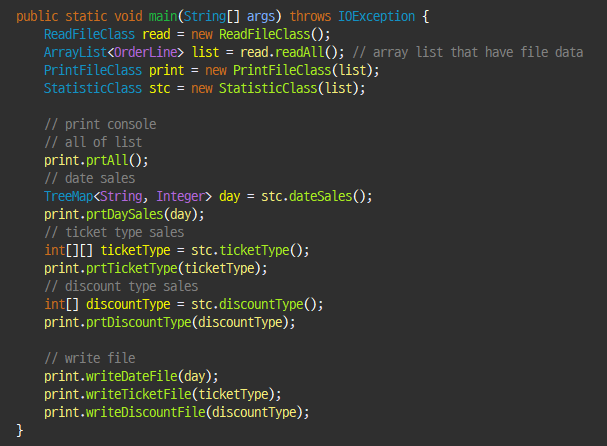 public static void main(String[] args) throws IOException {
    ReadFileClass read = new ReadFileClass();
    ArrayList<OrderLine> list = read.readAll(); // array list that have file data
    PrintFileClass print = new PrintFileClass(list);
    StatisticClass stc = new StatisticClass(list);

    // print console
    // all of list
    print.prtAll();
    // date sales
    TreeMap<String, Integer> day = stc.dateSales();
    print.prtDaySales(day);
    // ticket type sales
    int[][] ticketType = stc.ticketType();
    print.prtTicketType(ticketType);
    // discount type sales
    int[] discountType = stc.discountType();
    print.prtDiscountType(discountType);

    // write file
    print.writeDateFile(day);
    print.writeTicketFile(ticketType);
    print.writeDiscountFile(discountType);
}